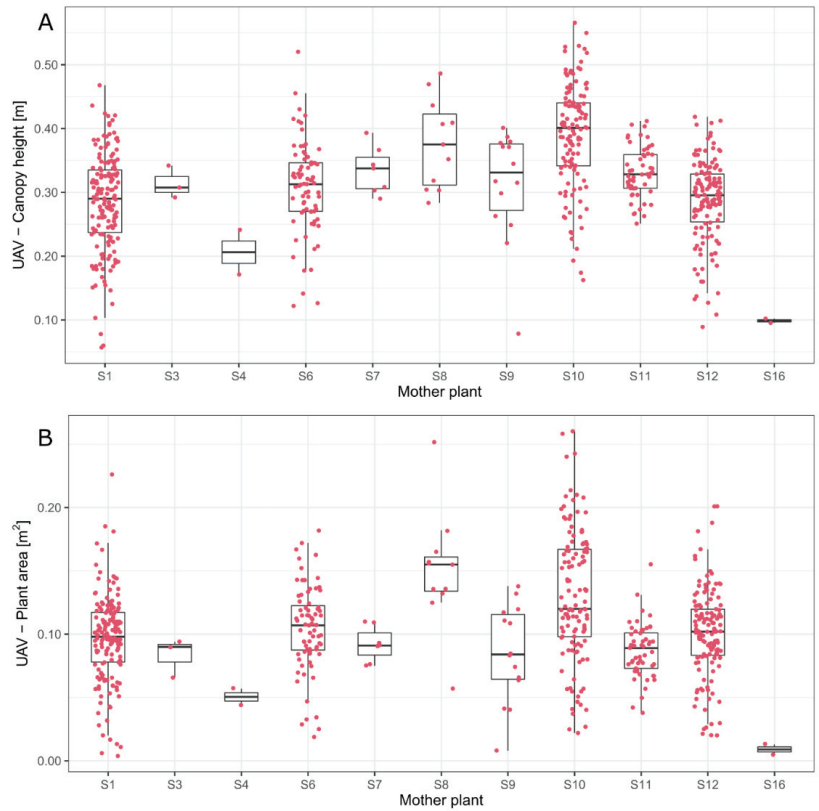 A
UAV − Canopy height [m]
0.50
0.40
0.30
0.20
0.10
S1 S3 S4 S6 S7 S8 S9 S10 S11 S12 S16
Mother plant
B
UAV − Plant area [m²]
0.20
0.10
0.00
S1 S3 S4 S6 S7 S8 S9 S10 S11 S12 S16
Mother plant